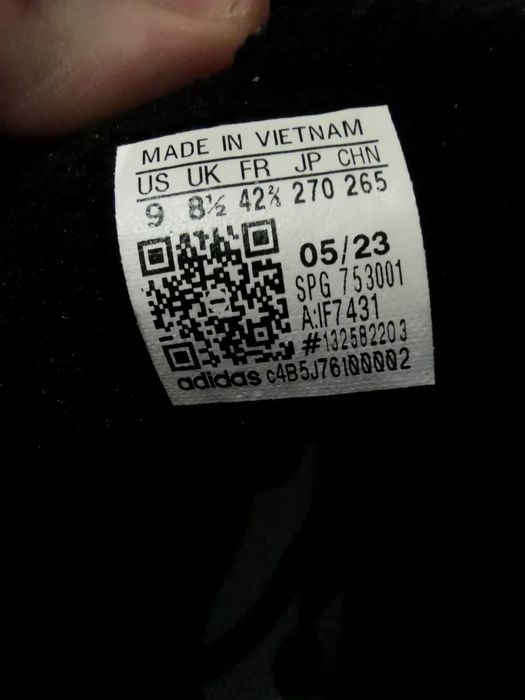 MADE IN VIETNAM
US UK FR JP CHN
9 8½ 42⅔ 270 265
05/23
SPG 753001
A:IF7431
#132582203
adidas c4B5J76I00002